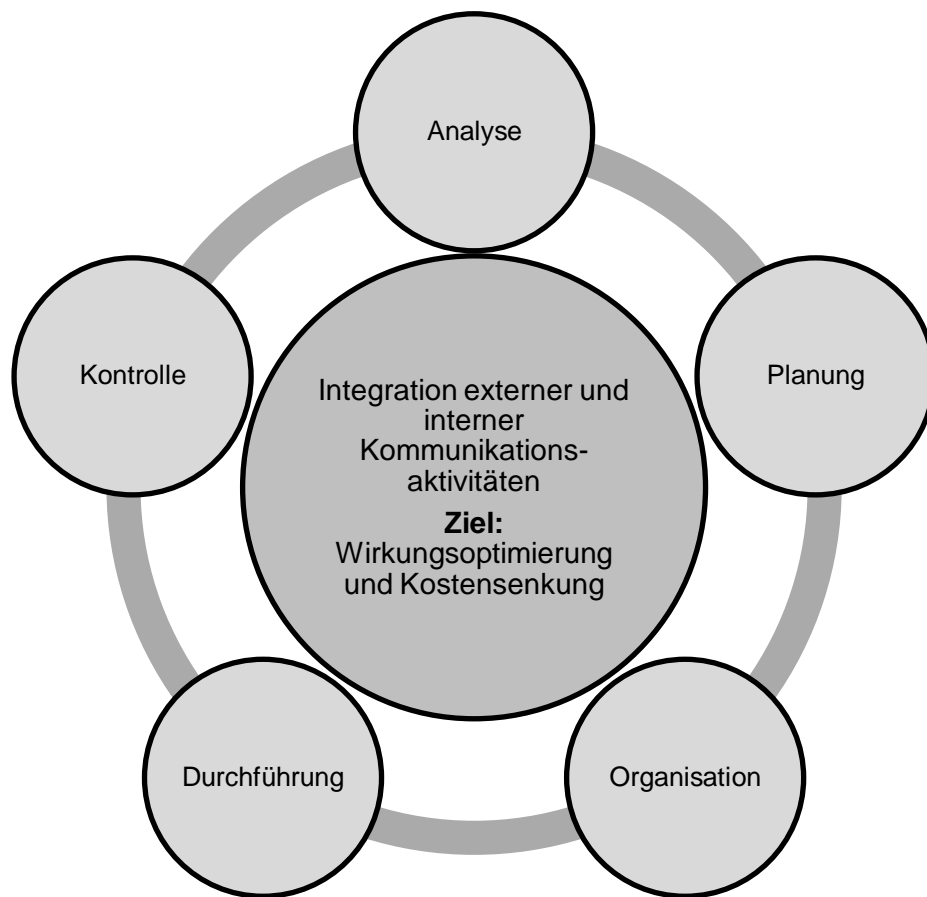 Analyse
Kontrolle
Planung
Integration externer und
interner
Kommunikations-
aktivitäten
Ziel:
Wirkungsoptimierung
und Kostensenkung
Durchführung
Organisation